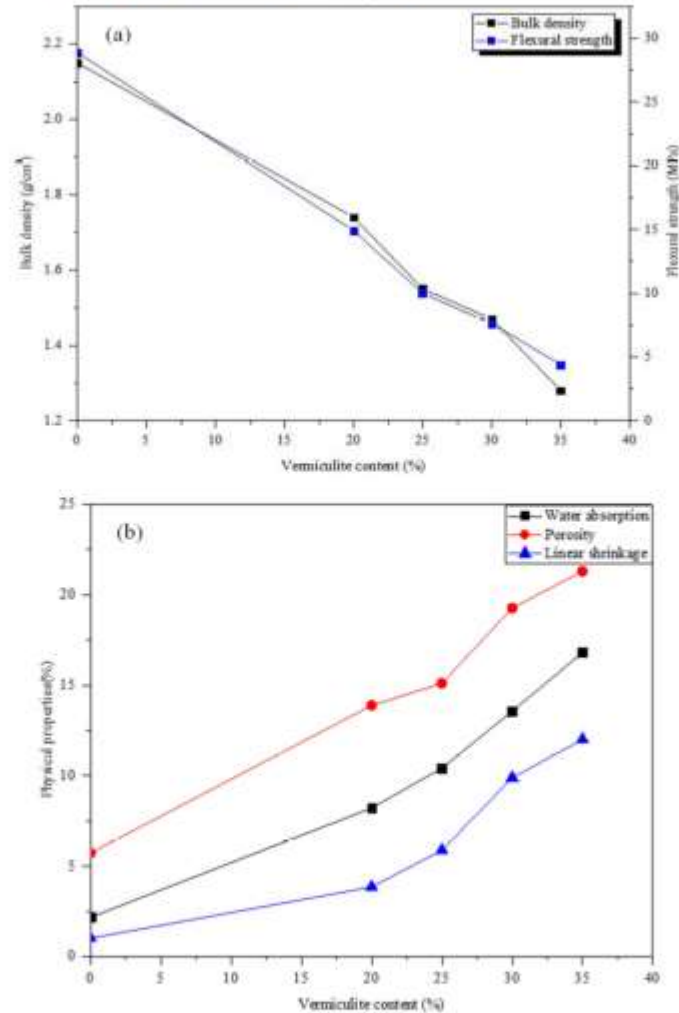 (a)
Bulk density
Flexural strength
2.2
2.0
1.8
1.6
1.4
1.2
Bulk density (g/cm³)
30
25
20
15
10
5
0
Flexural strength (MPa)
0 5 10 15 20 25 30 35 40
Vermiculite content (%)
(b)
Water absorption
Porosity
Linear shrinkage
25
20
15
10
5
0
Physical properties(%)
0 5 10 15 20 25 30 35 40
Vermiculite content (%)